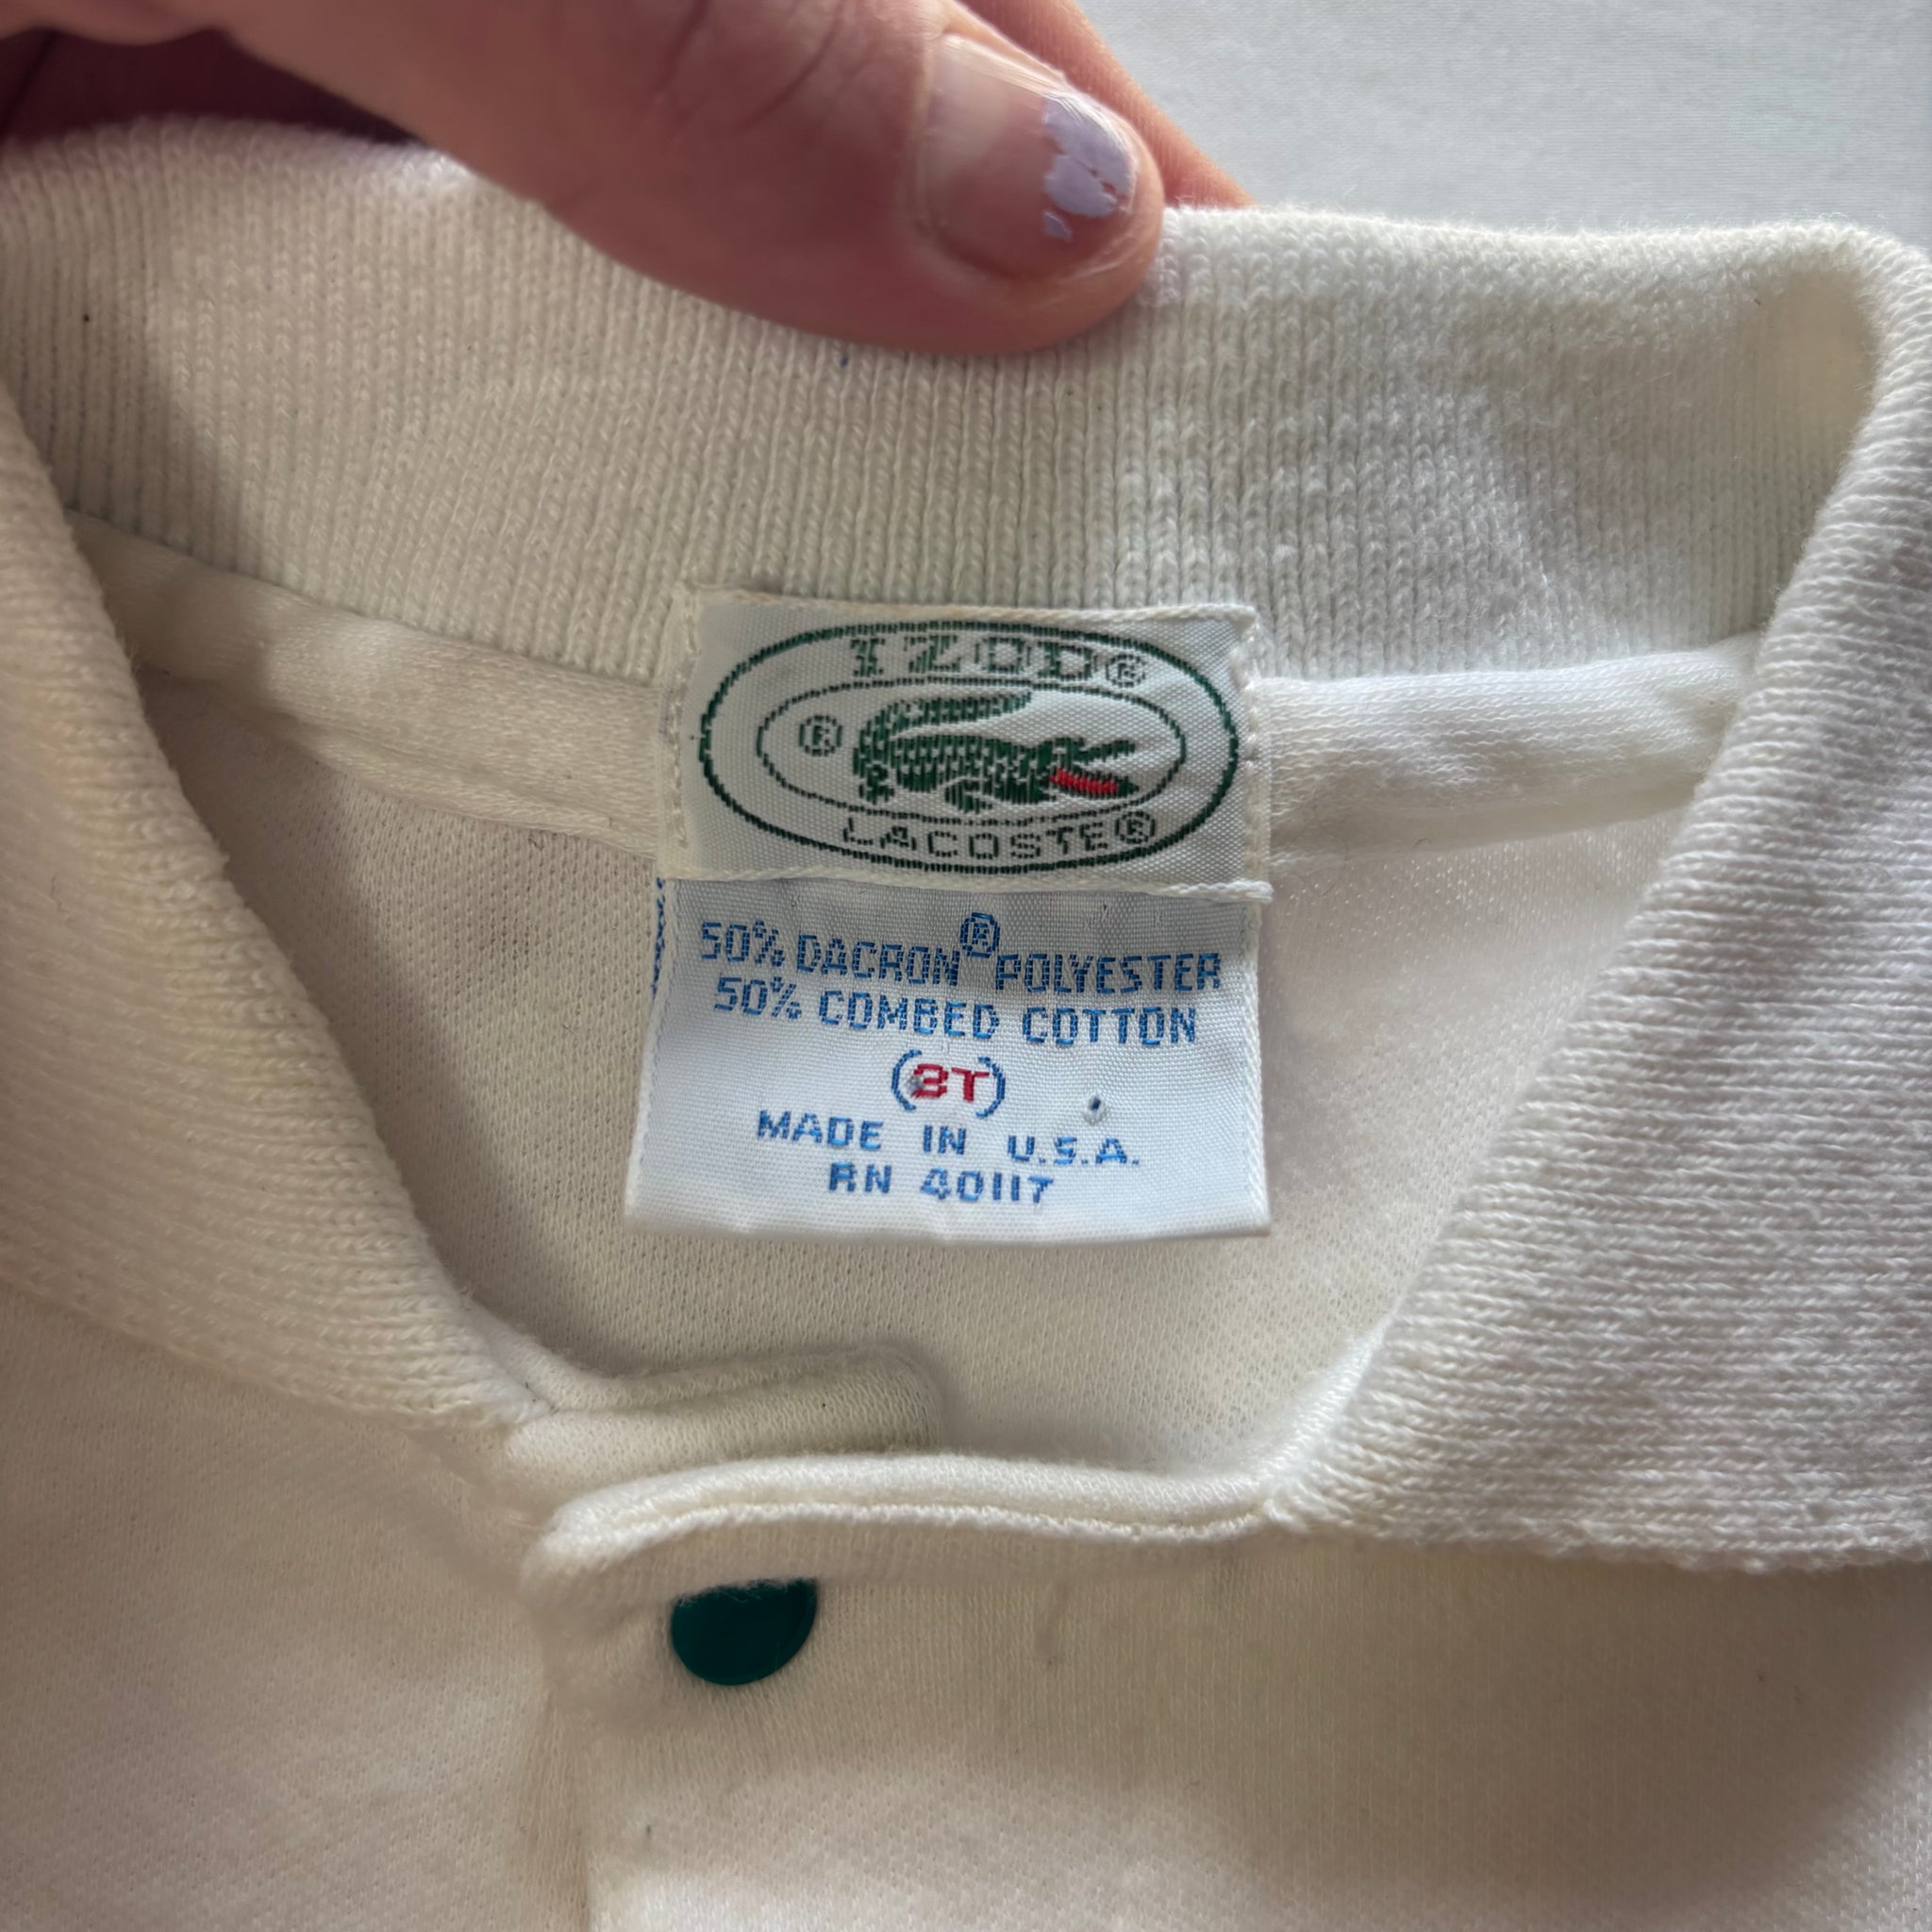 IZOD®
®
LACOSTE®
50% DACRON® POLYESTER
50% COMBED COTTON
(3T)
MADE IN U.S.A.
RN 40117